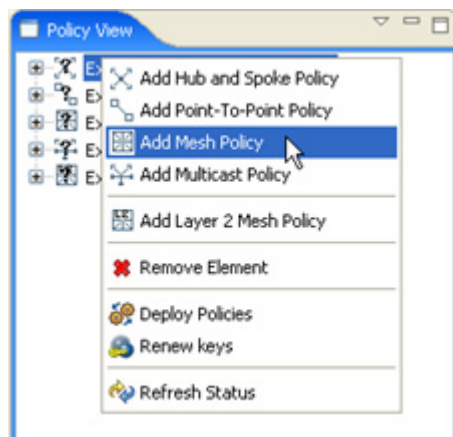 Policy View
Add Hub and Spoke Policy
Add Point-To-Point Policy
Add Mesh Policy
Add Multicast Policy
Add Layer 2 Mesh Policy
Remove Element
Deploy Policies
Renew keys
Refresh Status